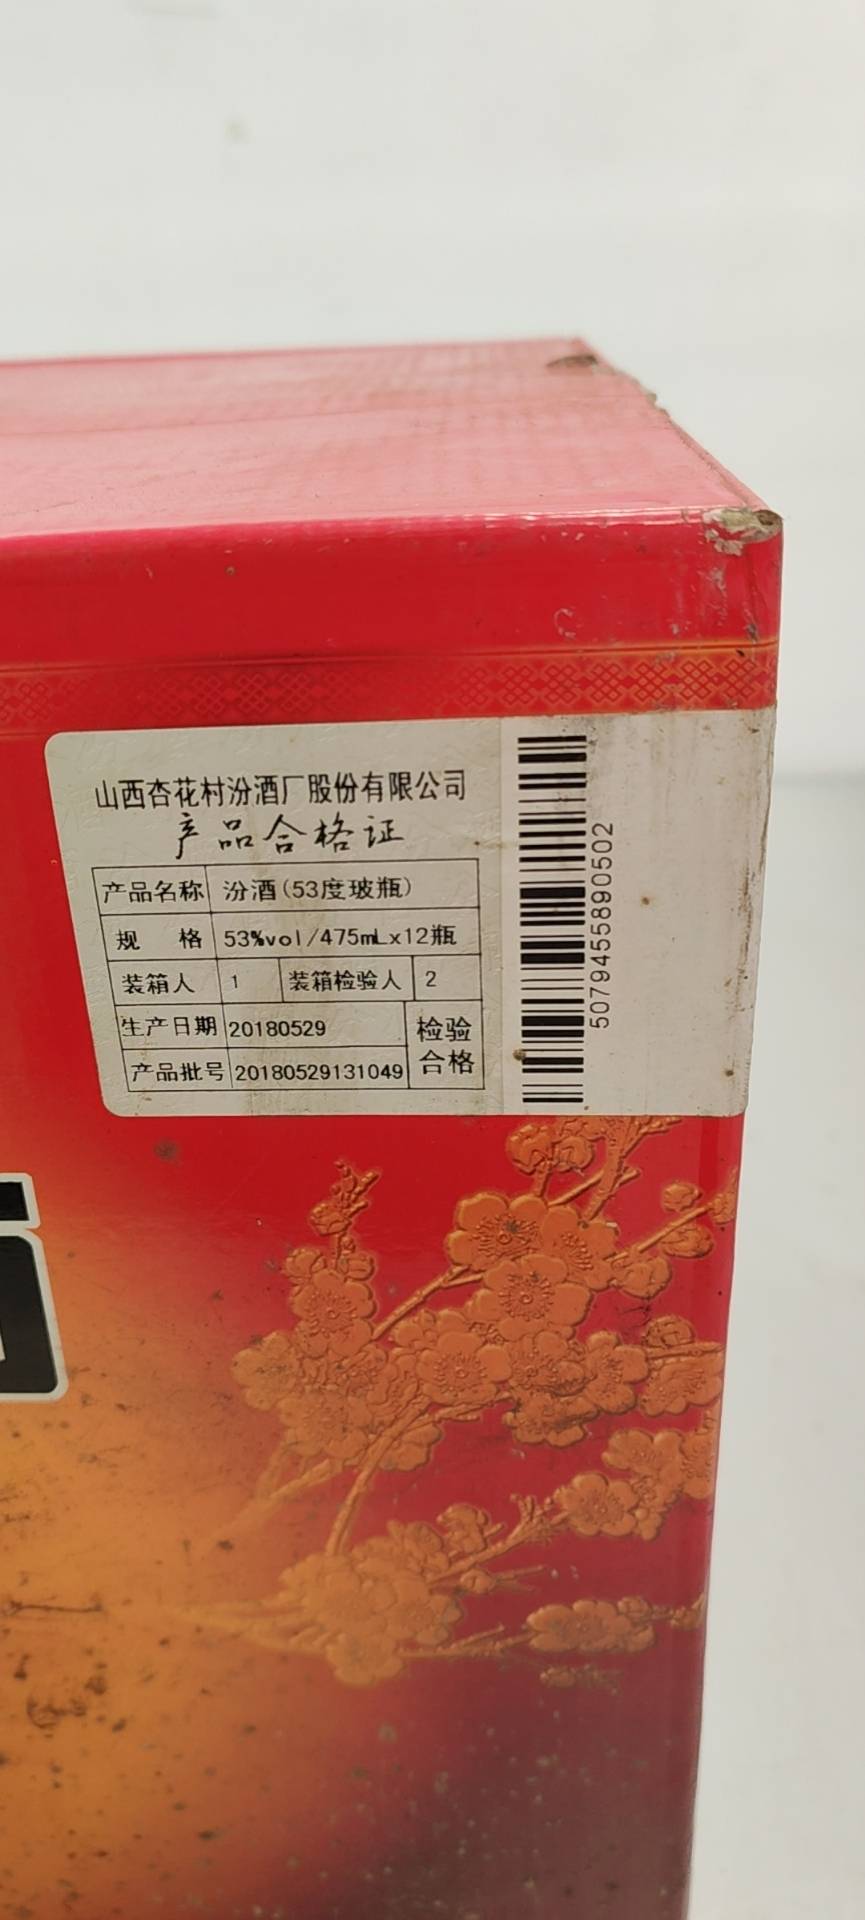 山西杏花村汾酒厂股份有限公司
产品合格证
产品名称 汾酒(53度玻瓶)
规 格 53%vol/475mLx12瓶
装箱人 1 装箱检验人 2
生产日期 20180529 检验
产品批号 20180529131049 合格
5079455890502